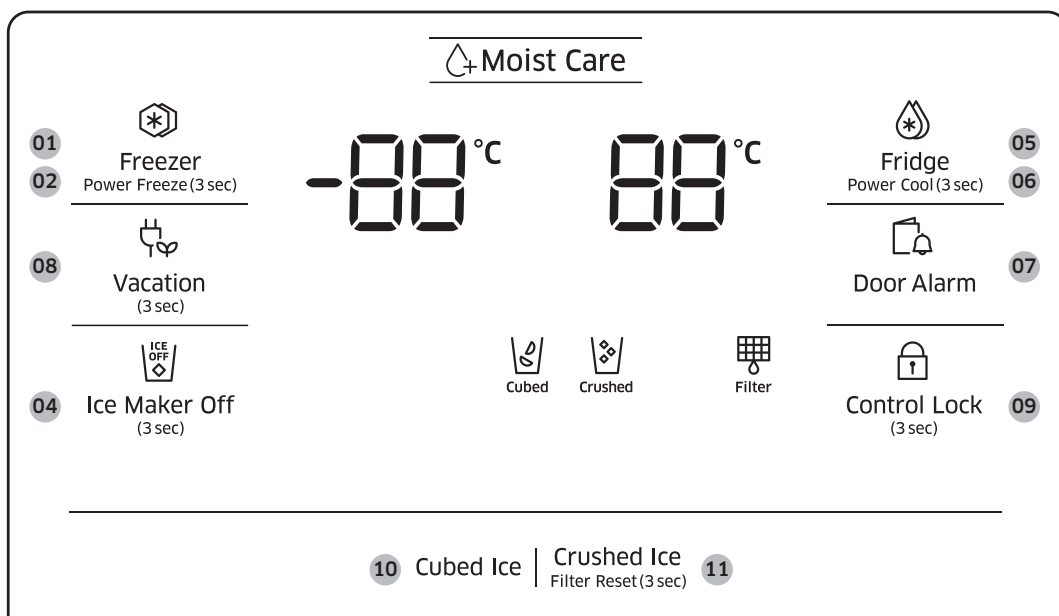 Moist Care
01
Freezer
02
Power Freeze (3 sec)
-88 °C
88 °C
05
Fridge
06
Power Cool (3 sec)
08
Vacation
(3 sec)
07
Door Alarm
ICE
OFF
04
Ice Maker Off
(3 sec)
Cubed
Crushed
Filter
09
Control Lock
(3 sec)
10
Cubed Ice
Crushed Ice
Filter Reset (3 sec)
11